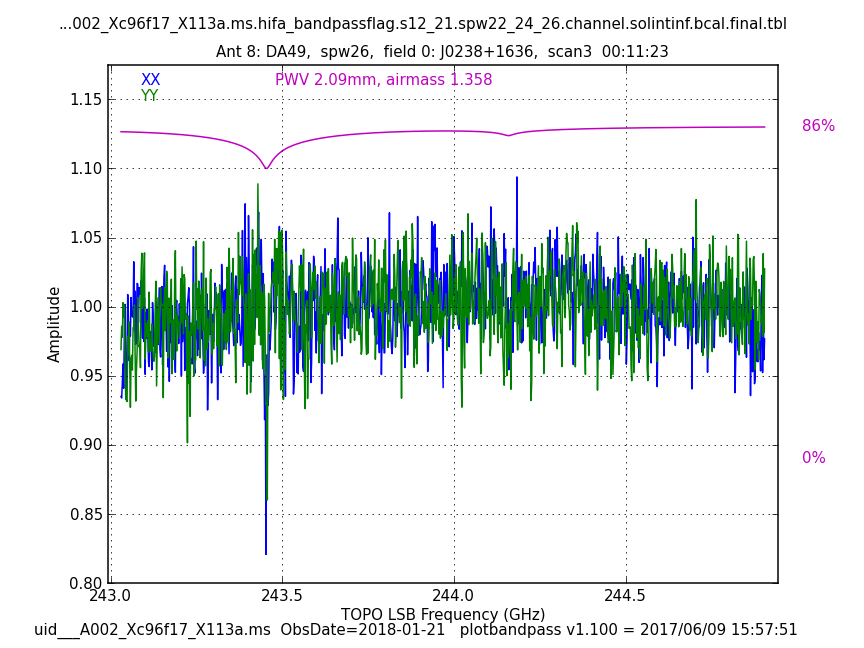 ...002_Xc96f17_X113a.ms.hifa_bandpassflag.s12_21.spw22_24_26.channel.solintinf.bcal.final.tbl
Ant 8: DA49, spw26, field 0: J0238+1636, scan3 00:11:23
XX
YY
PWV 2.09mm, airmass 1.358
86%
0%
1.15
1.10
1.05
1.00
0.95
0.90
0.85
0.80
Amplitude
243.0 243.5 244.0 244.5
TOPO LSB Frequency (GHz)
uid___A002_Xc96f17_X113a.ms ObsDate=2018-01-21 plotbandpass v1.100 = 2017/06/09 15:57:51